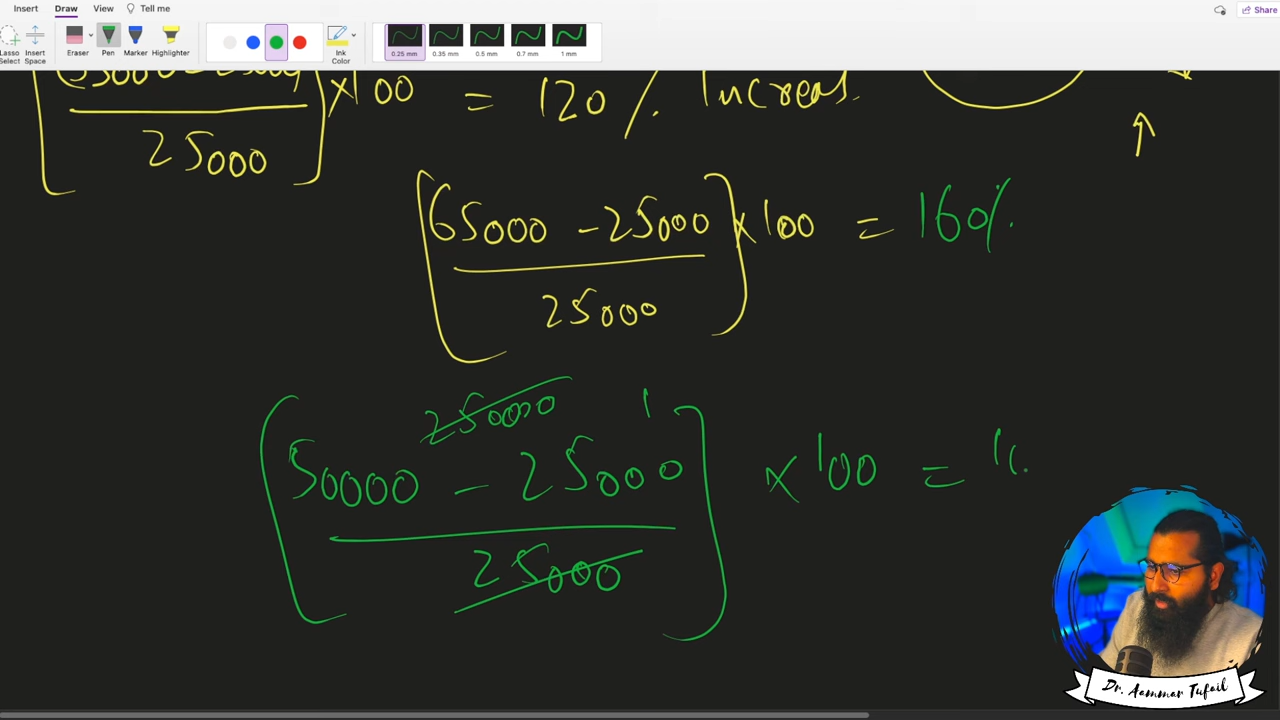 Insert Draw View Tell me
Share
Lasso Select
Insert Space
Eraser
Pen
Marker
Highlighter
Ink Color
0.25 mm
0.35 mm
0.5 mm
0.7 mm
1 mm
25000
×100 = 120 % Increas.
[65000 - 25000
25000] ×100 = 160%
250000 1
[50000 - 25000
25000] ×100 =
Dr. Aammar Tufail